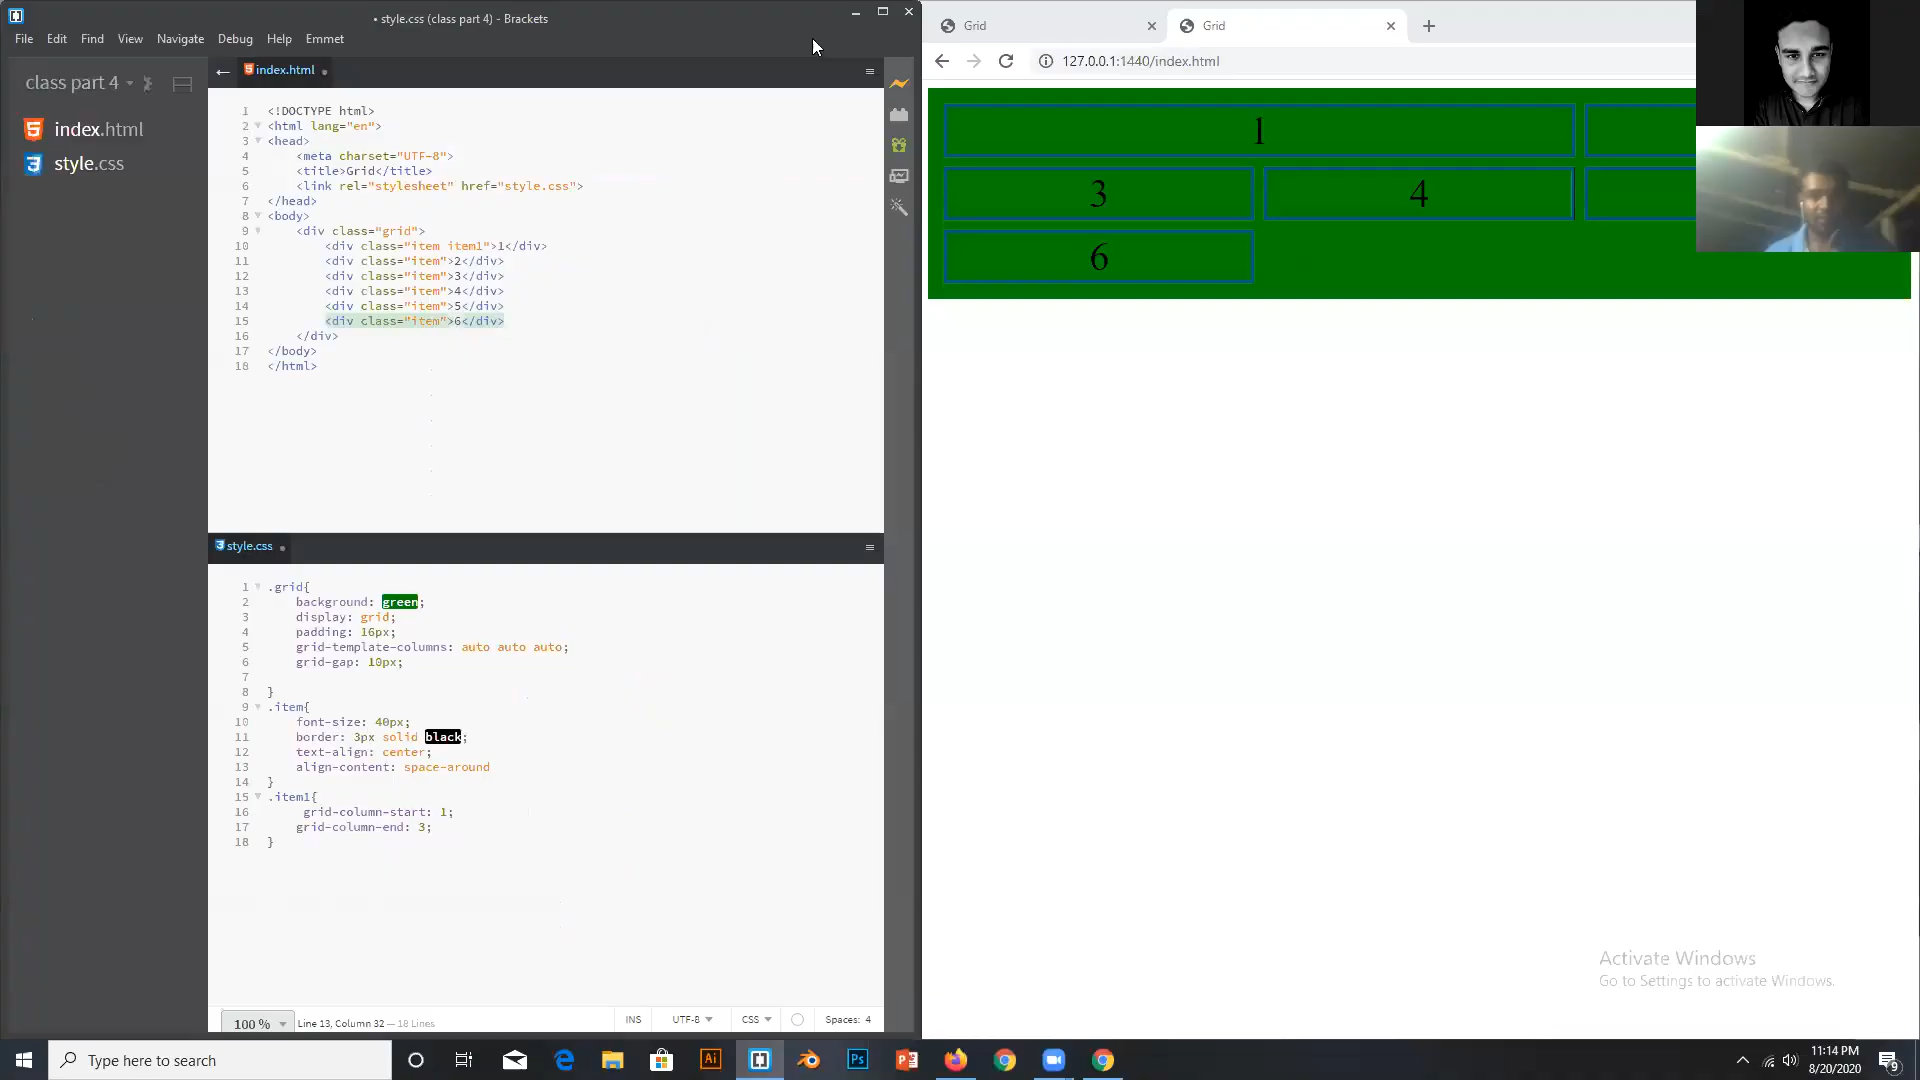 • style.css (class part 4) - Brackets
File Edit Find View Navigate Debug Help Emmet
class part 4
index.html
style.css
index.html
1 <!DOCTYPE html>
2 <html lang="en">
3 <head>
4 <meta charset="UTF-8">
5 <title>Grid</title>
6 <link rel="stylesheet" href="style.css">
7 </head>
8 <body>
9 <div class="grid">
10 <div class="item item1">1</div>
11 <div class="item">2</div>
12 <div class="item">3</div>
13 <div class="item">4</div>
14 <div class="item">5</div>
15 <div class="item">6</div>
16 </div>
17 </body>
18 </html>
style.css
1 .grid{
2 background: green;
3 display: grid;
4 padding: 16px;
5 grid-template-columns: auto auto auto;
6 grid-gap: 10px;
7
8 }
9 .item{
10 font-size: 40px;
11 border: 3px solid black;
12 text-align: center;
13 align-content: space-around
14 }
15 .item1{
16 grid-column-start: 1;
17 grid-column-end: 3;
18 }
100 % Line 13, Column 32 — 18 Lines INS UTF-8 CSS Spaces: 4
Grid Grid
127.0.0.1:1440/index.html
1
3 4
6
Activate Windows
Go to Settings to activate Windows.
Type here to search
11:14 PM
8/20/2020
9